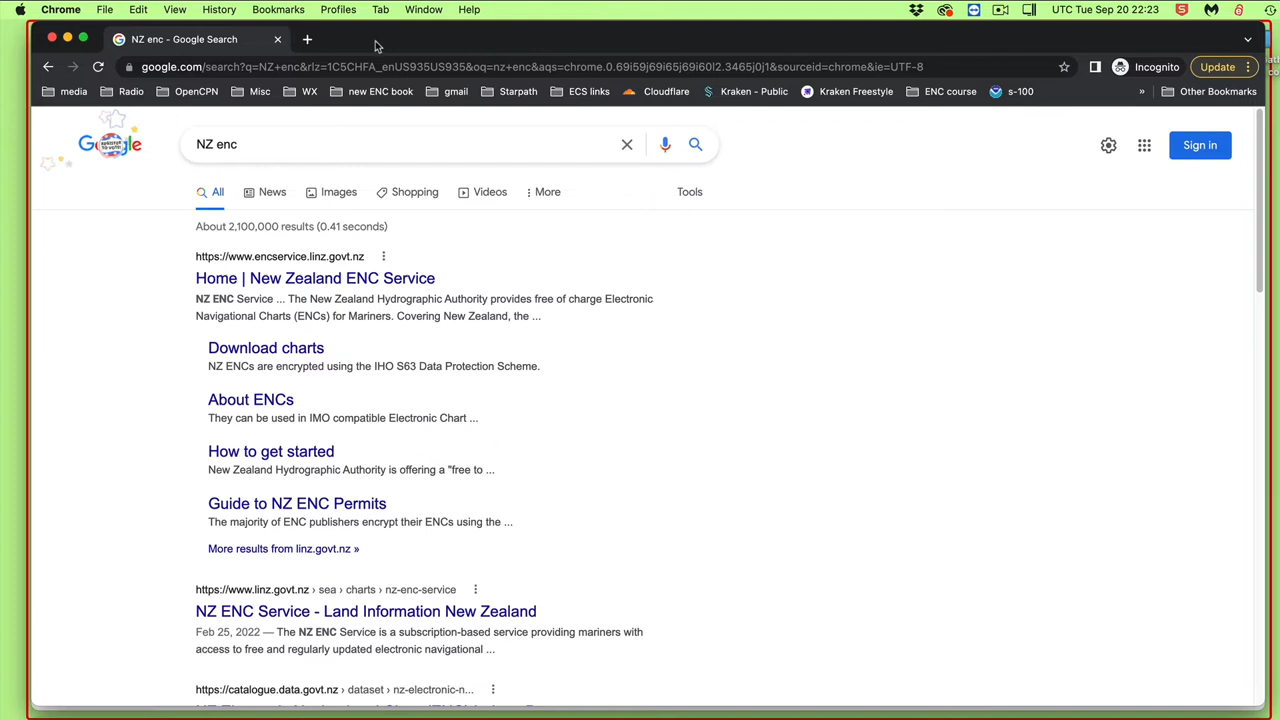 Chrome File Edit View History Bookmarks Profiles Tab Window Help UTC Tue Sep 20 22:23
NZ enc - Google Search
google.com/search?q=NZ+enc&rlz=1C5CHFA_enUS935US935&oq=nz+enc&aqs=chrome.0.69i59j69i65j69i60l2.3465j0j1&sourceid=chrome&ie=UTF-8 Incognito Update
media Radio OpenCPN Misc WX new ENC book gmail Starpath ECS links Cloudflare Kraken - Public Kraken Freestyle ENC course s-100 » Other Bookmarks
REGISTER TO VOTE!
NZ enc
Sign in
All News Images Shopping Videos More Tools
About 2,100,000 results (0.41 seconds)
https://www.encservice.linz.govt.nz
Home | New Zealand ENC Service
NZ ENC Service ... The New Zealand Hydrographic Authority provides free of charge Electronic
Navigational Charts (ENCs) for Mariners. Covering New Zealand, the ...
Download charts
NZ ENCs are encrypted using the IHO S63 Data Protection Scheme.
About ENCs
They can be used in IMO compatible Electronic Chart ...
How to get started
New Zealand Hydrographic Authority is offering a "free to ...
Guide to NZ ENC Permits
The majority of ENC publishers encrypt their ENCs using the ...
More results from linz.govt.nz »
https://www.linz.govt.nz › sea › charts › nz-enc-service
NZ ENC Service - Land Information New Zealand
Feb 25, 2022 — The NZ ENC Service is a subscription-based service providing mariners with
access to free and regularly updated electronic navigational ...
https://catalogue.data.govt.nz › dataset › nz-electronic-n...